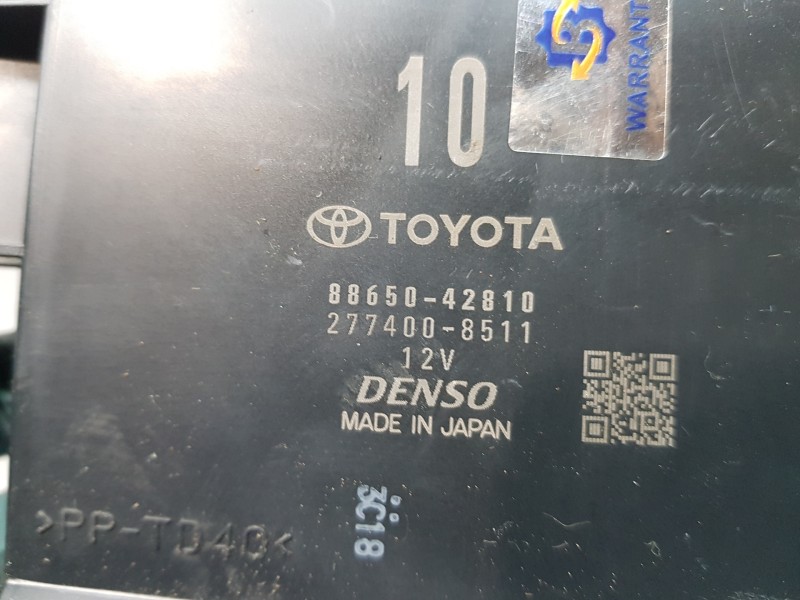 10
WARRANT
TOYOTA
88650-42810
277400-8511
12V
DENSO
MADE IN JAPAN
3C18
>PP-TD40<